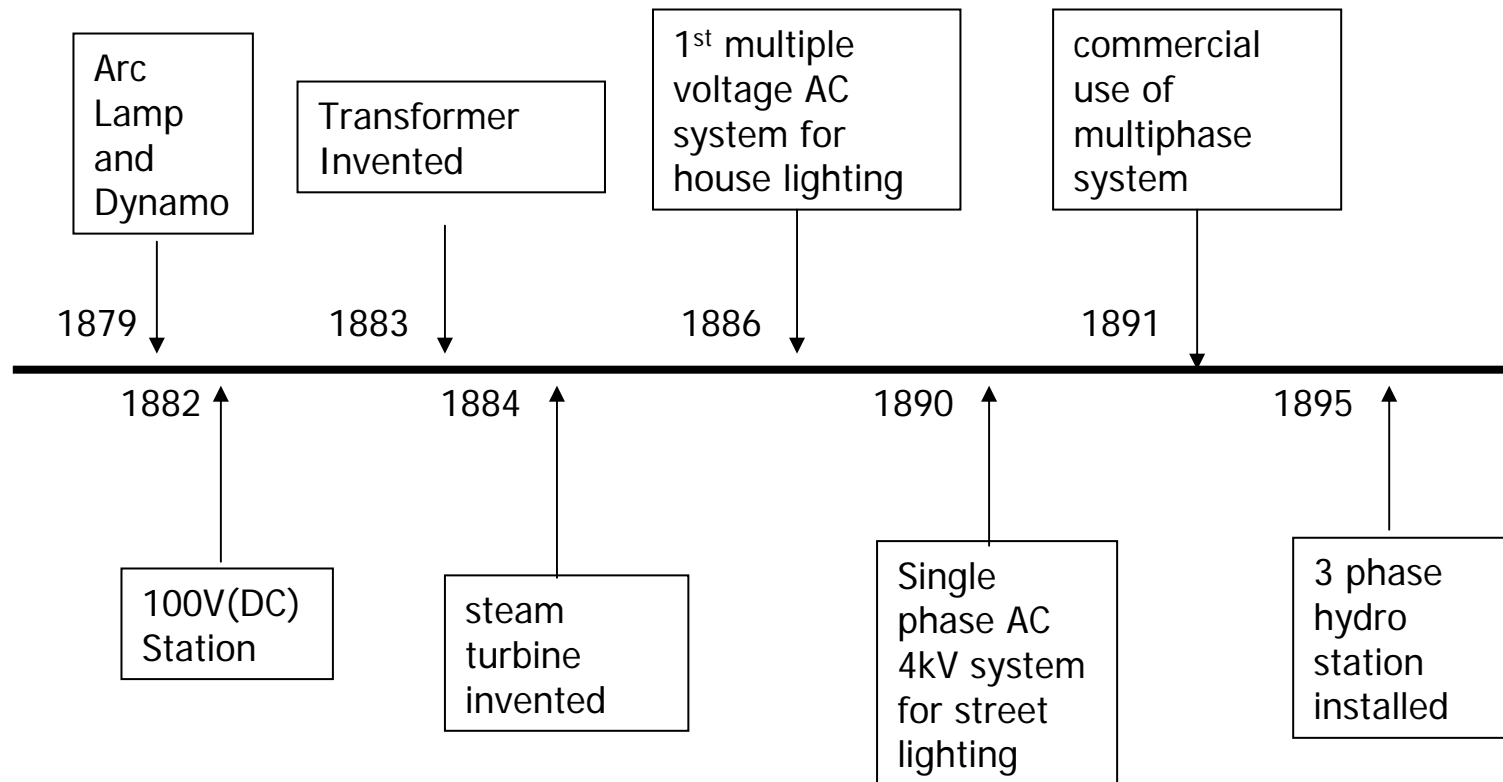 Arc
Lamp
and
Dynamo
Transformer
Invented
1st multiple
voltage AC
system for
house lighting
commercial
use of
multiphase
system
1879
1883
1886
1891
1882
1884
1890
1895
100V(DC)
Station
steam
turbine
invented
Single
phase AC
4kV system
for street
lighting
3 phase
hydro
station
installed